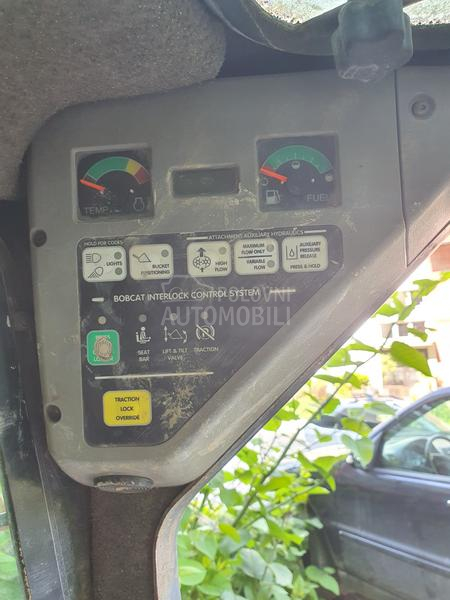 TEMP
FUEL
HOLD FOR CODES
LIGHTS
BUCKET
POSITIONING
ATTACHMENT AUXILIARY HYDRAULICS
HIGH
FLOW
MAXIMUM
FLOW ONLY
VARIABLE
FLOW
AUXILIARY
PRESSURE
RELEASE
PRESS & HOLD
BOBCAT INTERLOCK CONTROL SYSTEM
POLOVNI
AUTOMOBILI
SEAT
BAR
LIFT & TILT
VALVE
TRACTION
TRACTION
LOCK
OVERRIDE